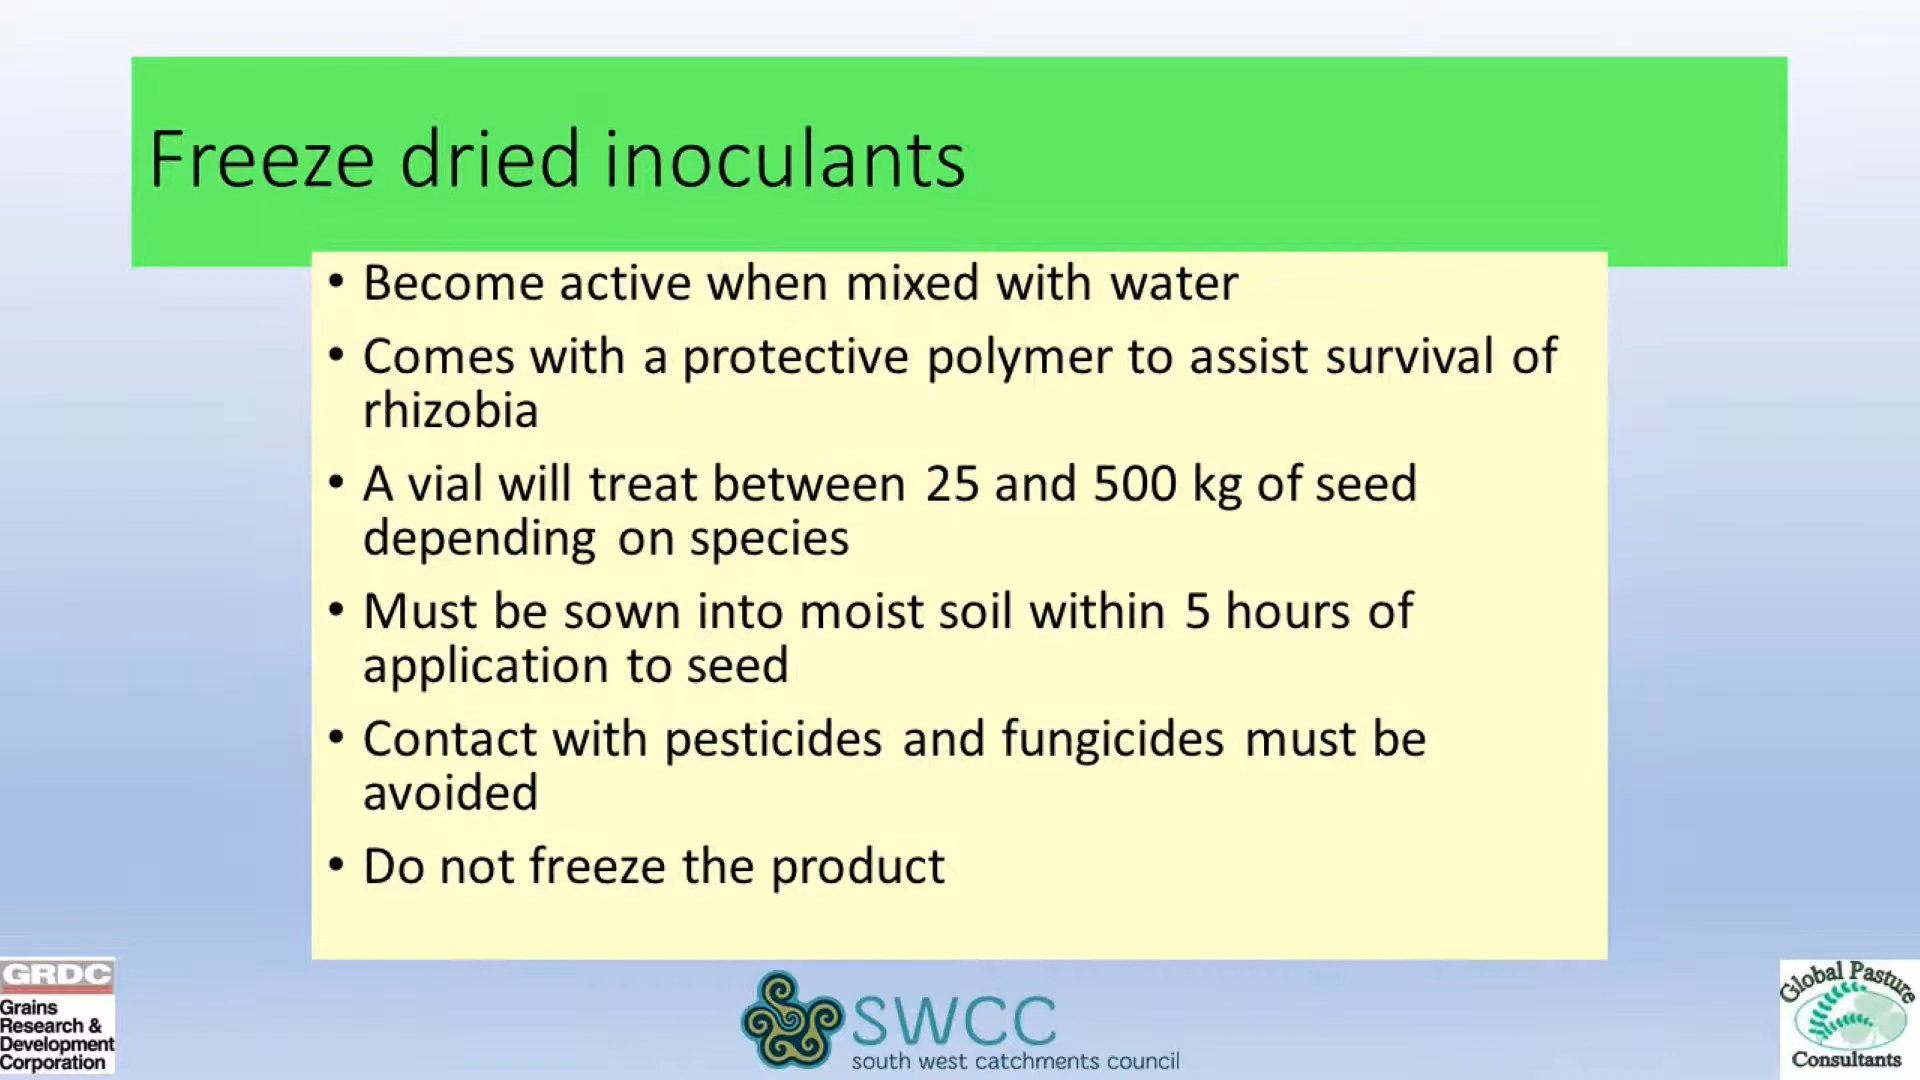 Freeze dried inoculants
• Become active when mixed with water
• Comes with a protective polymer to assist survival of
rhizobia
• A vial will treat between 25 and 500 kg of seed
depending on species
• Must be sown into moist soil within 5 hours of
application to seed
• Contact with pesticides and fungicides must be
avoided
• Do not freeze the product
GRDC
Grains
Research &
Development
Corporation
SWCC
south west catchments council
Global Pasture
Consultants